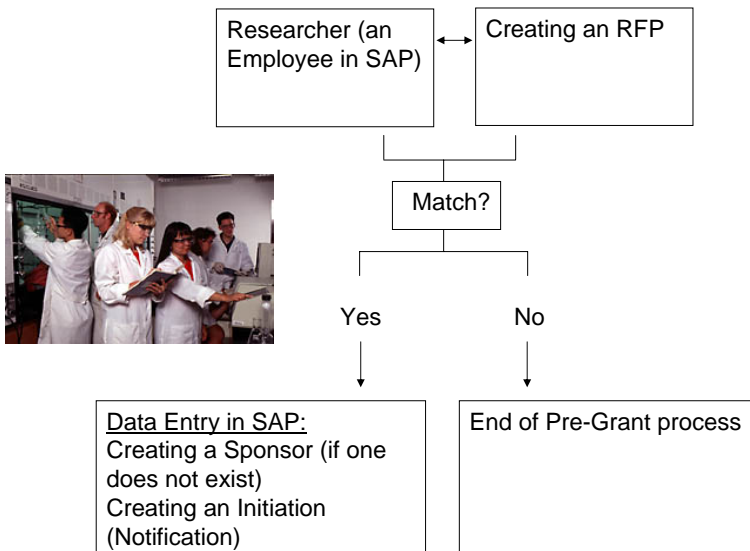 Researcher (an
Employee in SAP)
Creating an RFP
Match?
Yes
No
Data Entry in SAP:
Creating a Sponsor (if one
does not exist)
Creating an Initiation
(Notification)
End of Pre-Grant process